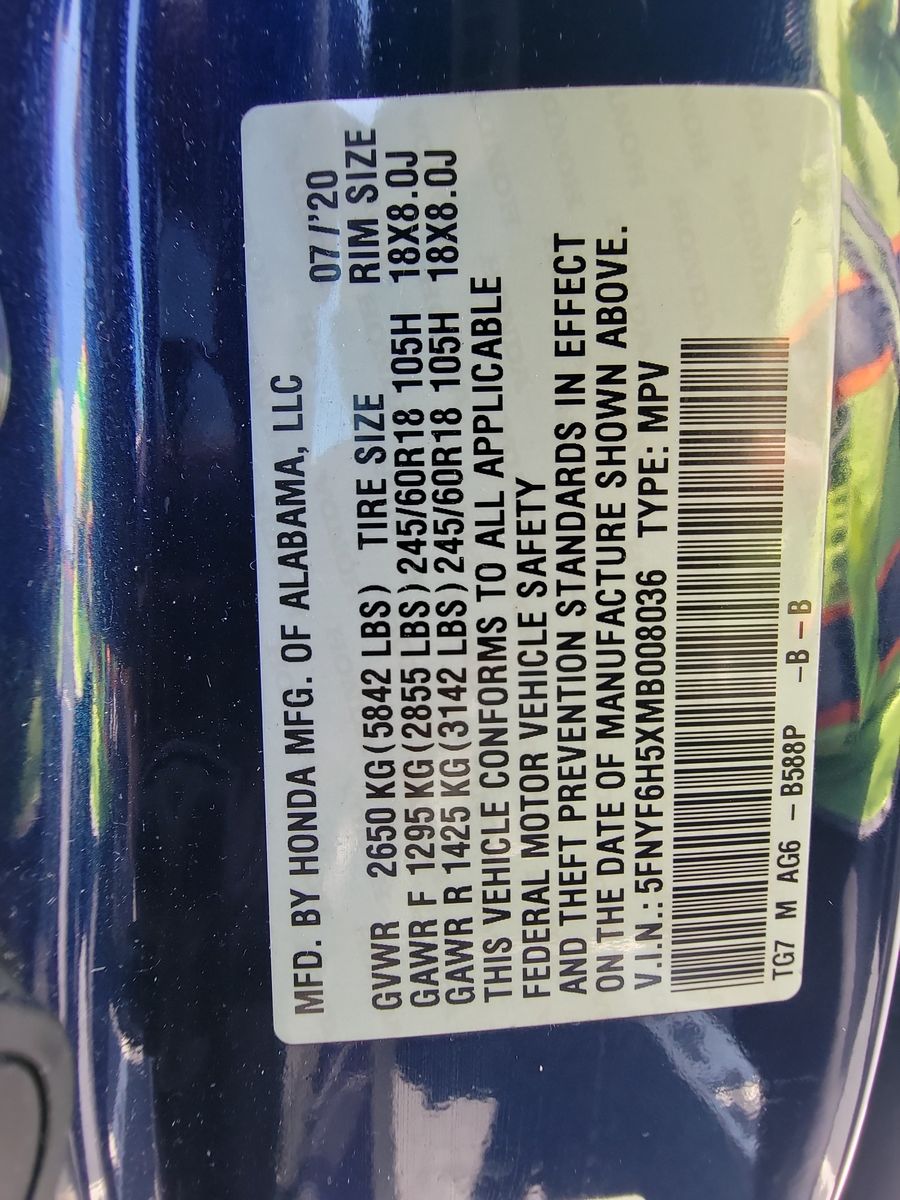 MFD. BY HONDA MFG. OF ALABAMA, LLC 07/'20
GVWR 2650 KG (5842 LBS) TIRE SIZE RIM SIZE
GAWR F 1295 KG (2855 LBS) 245/60R18 105H 18X8.0J
GAWR R 1425 KG (3142 LBS) 245/60R18 105H 18X8.0J
THIS VEHICLE CONFORMS TO ALL APPLICABLE
FEDERAL MOTOR VEHICLE SAFETY
AND THEFT PREVENTION STANDARDS IN EFFECT
ON THE DATE OF MANUFACTURE SHOWN ABOVE.
V.I.N.: 5FNYF6H5XMB008036 TYPE: MPV
TG7 M AG6 -B588P -B -B